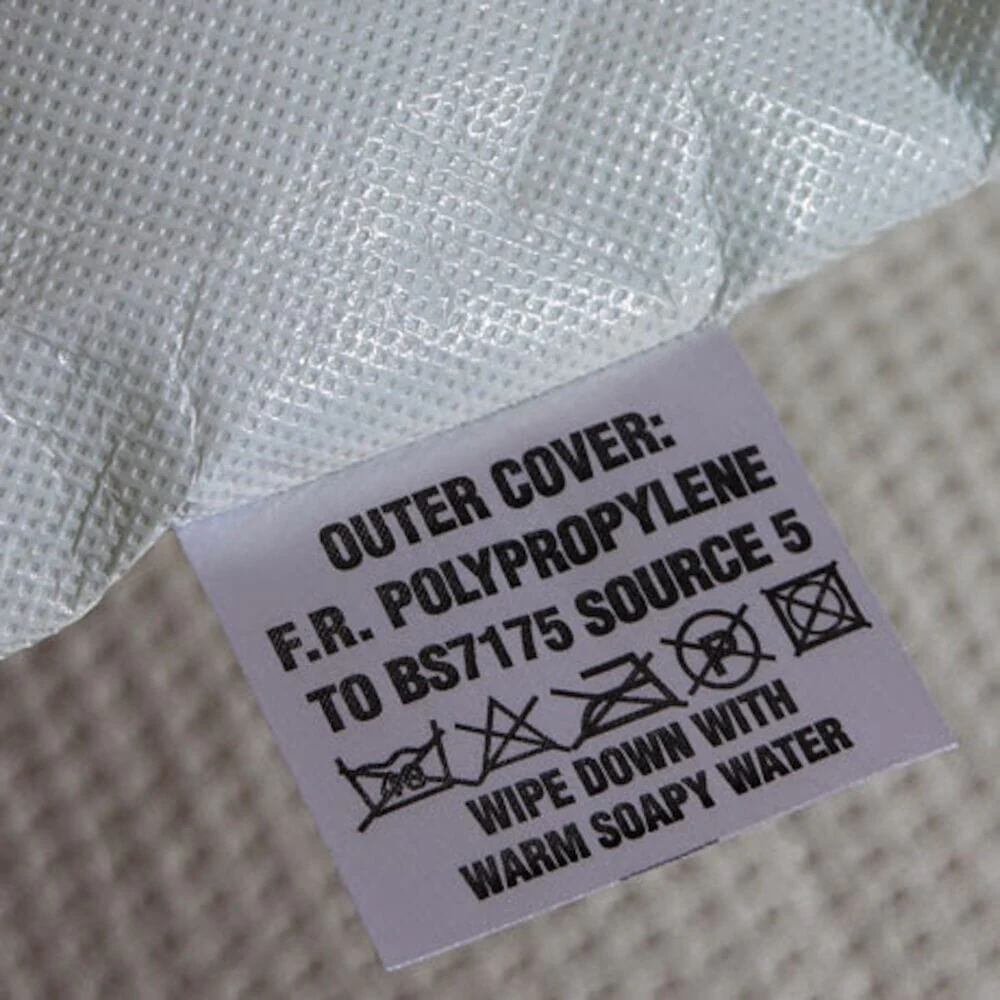 OUTER COVER:
F.R. POLYPROPYLENE
TO BS7175 SOURCE 5
P
WIPE DOWN WITH
WARM SOAPY WATER